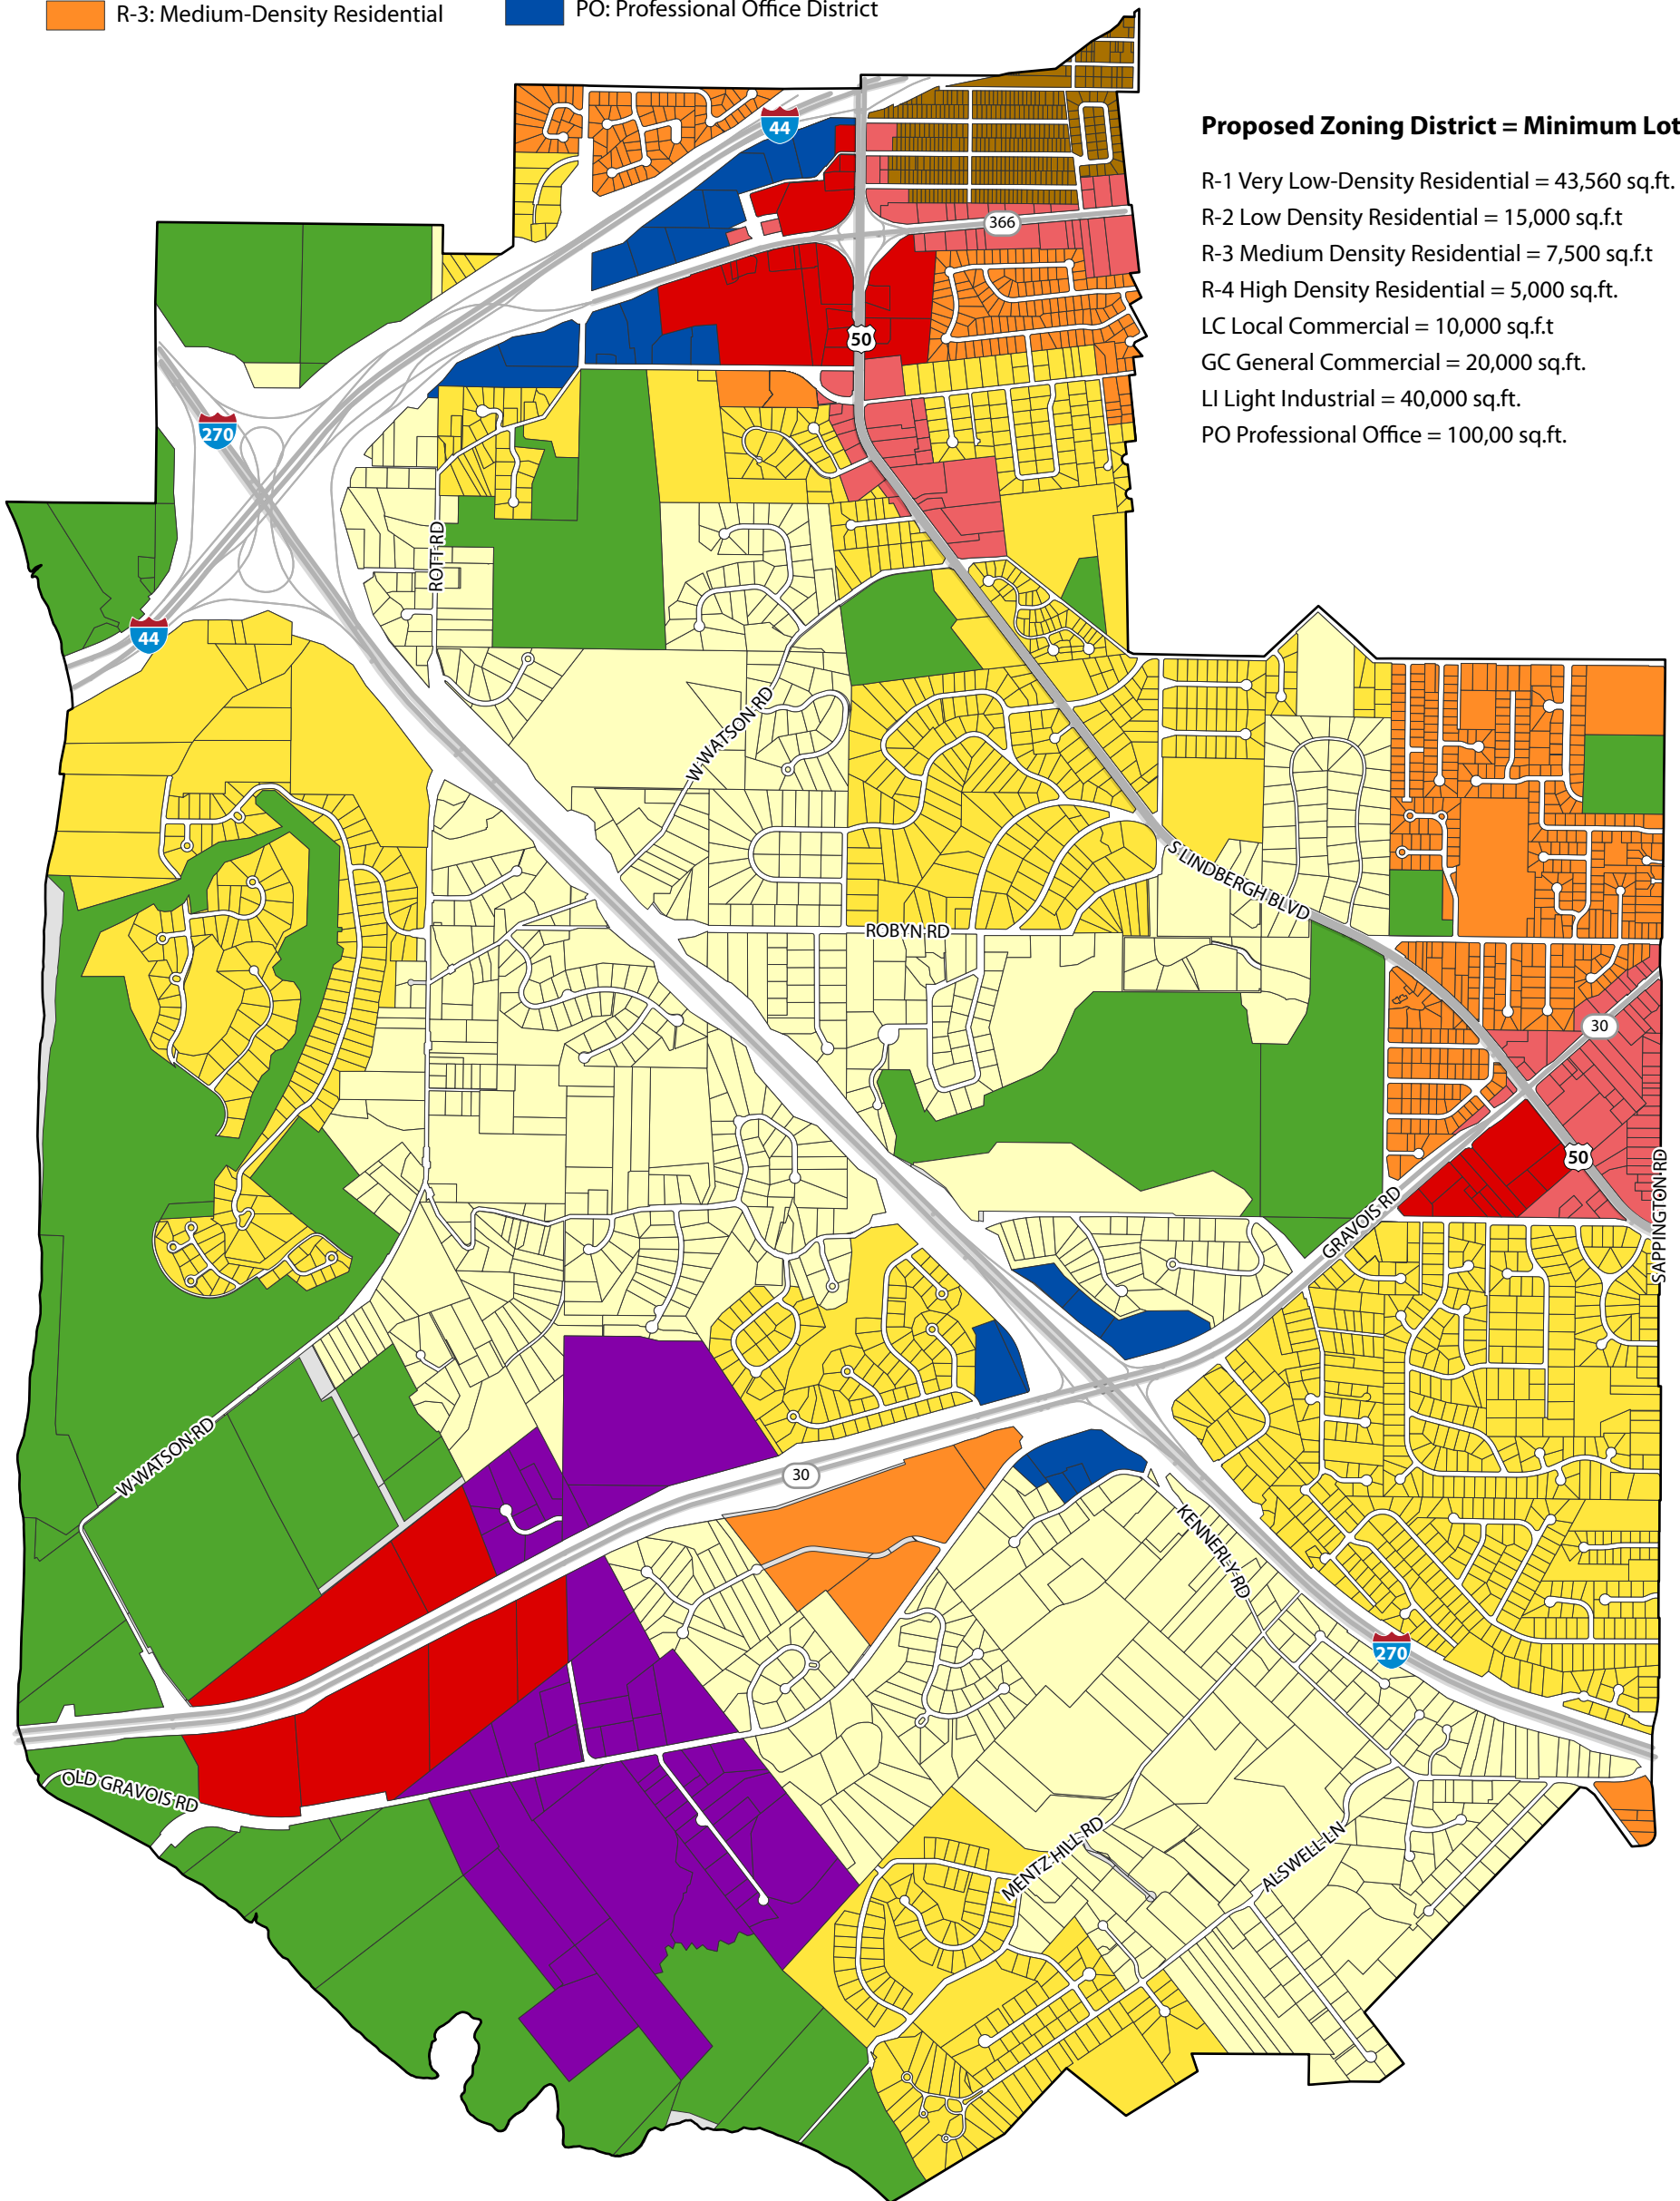 R-3: Medium-Density Residential
PO: Professional Office District
Proposed Zoning District = Minimum Lot
R-1 Very Low-Density Residential = 43,560 sq.ft.
R-2 Low Density Residential = 15,000 sq.f.t
R-3 Medium Density Residential = 7,500 sq.f.t
R-4 High Density Residential = 5,000 sq.ft.
LC Local Commercial = 10,000 sq.f.t
GC General Commercial = 20,000 sq.ft.
LI Light Industrial = 40,000 sq.ft.
PO Professional Office = 100,00 sq.ft.
44
366
50
270
ROTT RD
44
W WATSON RD
S LINDBERGH BLVD
ROBYN RD
30
50
SAPPINGTON RD
GRAVOIS RD
W WATSON RD
30
KENNERLY RD
270
OLD GRAVOIS RD
MENTZ HILL RD
ALSWELL LN